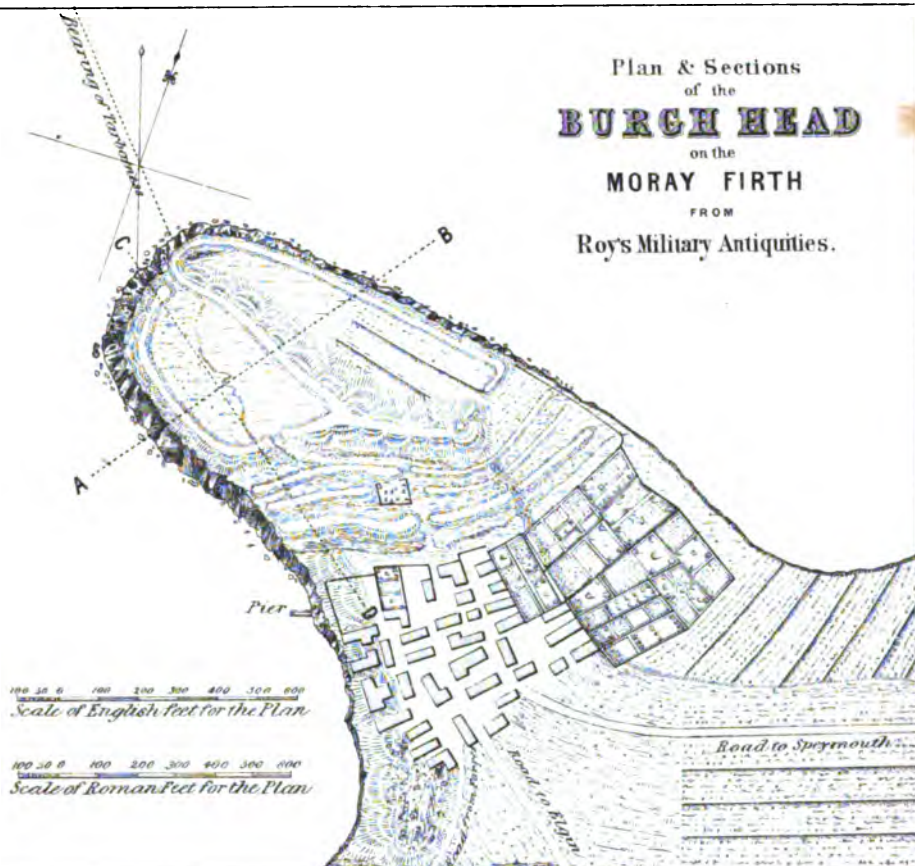 Plan & Sections
of the
BURGH HEAD
on the
MORAY FIRTH
FROM
Roy's Military Antiquities.
Bearing of Tarbatness
C
B
A
D
Pier
100 50 0 100 200 300 400 500 600
Scale of English feet for the Plan
100 50 0 100 200 300 400 500 600
Scale of Roman Feet for the Plan
Road to Elgin
Road to Speymouth